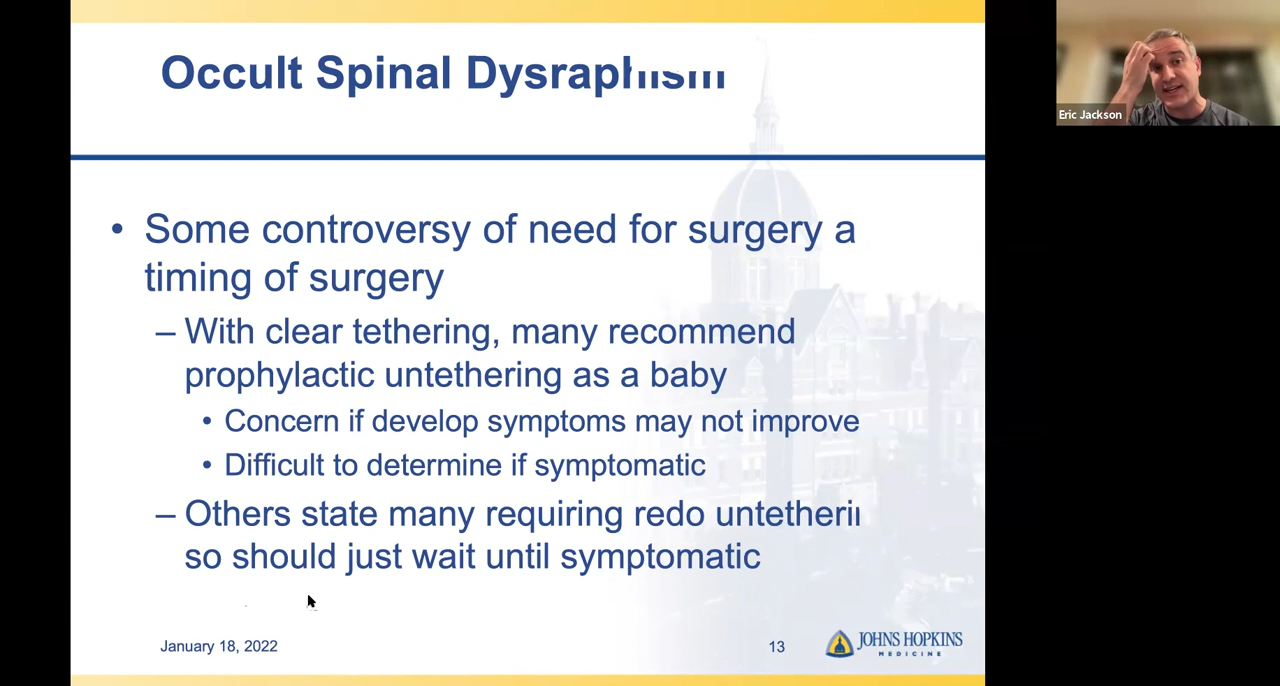 Occult Spinal Dysraphism
Eric Jackson
• Some controversy of need for surgery a
timing of surgery
– With clear tethering, many recommend
prophylactic untethering as a baby
• Concern if develop symptoms may not improve
• Difficult to determine if symptomatic
– Others state many requiring redo
so should just wait until symptomatic
January 18, 2022
13
JOHNS HOPKINS
MEDICINE